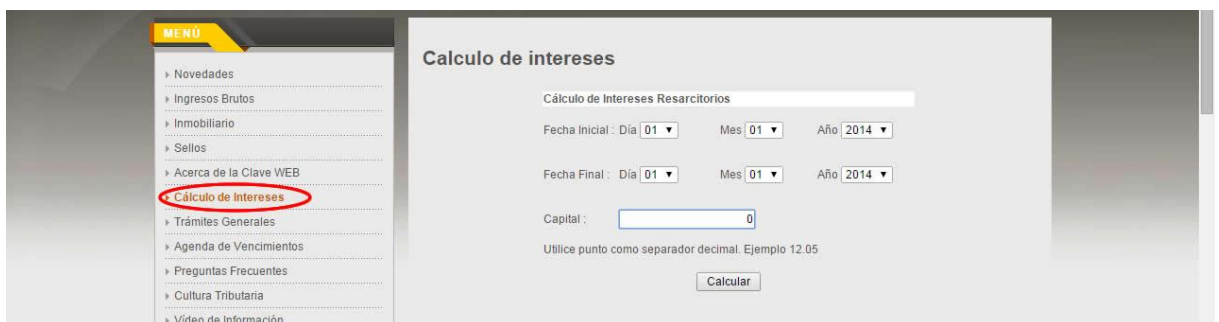 MENÚ
Novedades
Ingresos Brutos
Inmobiliario
Sellos
Acerca de la Clave WEB
Cálculo de Intereses
Trámites Generales
Agenda de Vencimientos
Preguntas Frecuentes
Cultura Tributaria
Vídeo de Información
Calculo de intereses
Cálculo de Intereses Resarcitorios
Fecha Inicial : Día 01 Mes 01 Año 2014
Fecha Final : Día 01 Mes 01 Año 2014
Capital : 0
Utilice punto como separador decimal. Ejemplo 12.05
Calcular